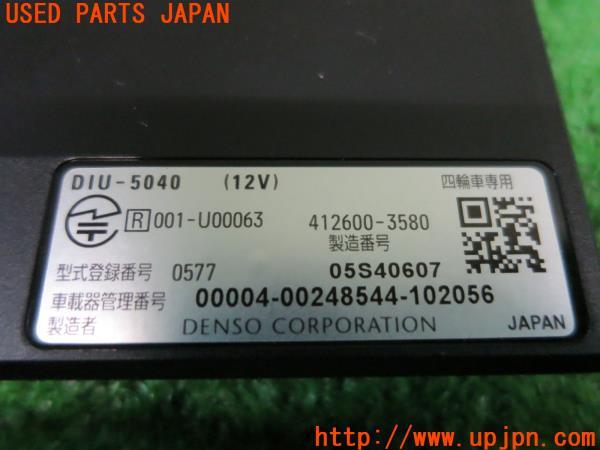 USED PARTS JAPAN
DIU-5040 (12V) 四輪車専用
R 001-U00063 412600-3580
製造番号
型式登録番号 0577 05S40607
車載器管理番号 00004-00248544-102056
製造者 DENSO CORPORATION JAPAN
http://www.upjpn.com